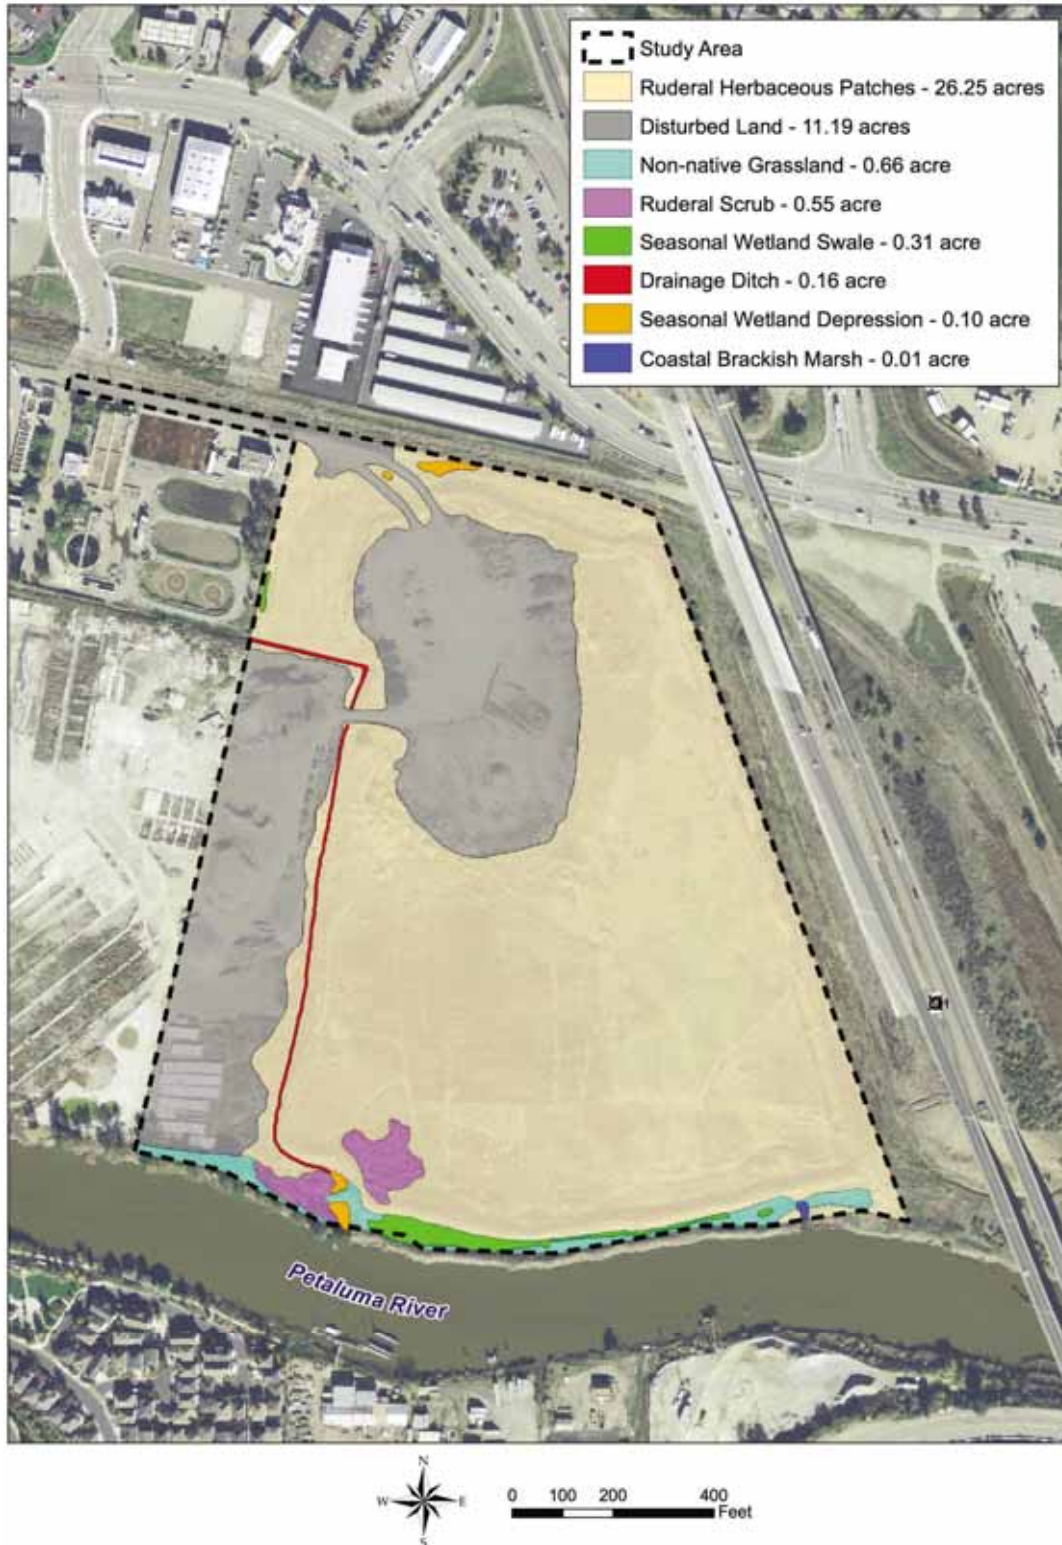 Study Area
Ruderal Herbaceous Patches - 26.25 acres
Disturbed Land - 11.19 acres
Non-native Grassland - 0.66 acre
Ruderal Scrub - 0.55 acre
Seasonal Wetland Swale - 0.31 acre
Drainage Ditch - 0.16 acre
Seasonal Wetland Depression - 0.10 acre
Coastal Brackish Marsh - 0.01 acre
Petaluma River
N
W E
S
0 100 200 400
Feet